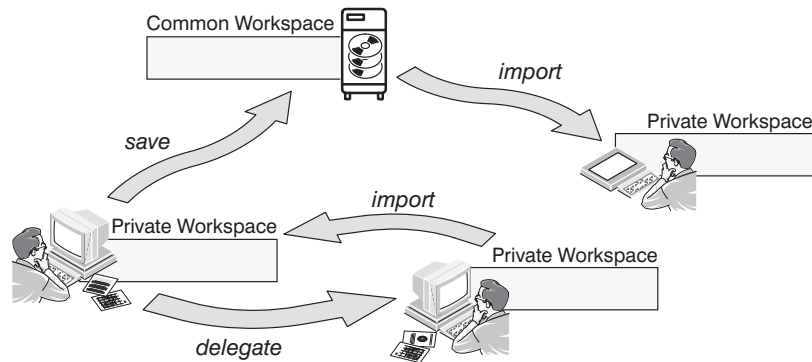 Common Workspace
import
Private Workspace
save
import
Private Workspace
Private Workspace
delegate